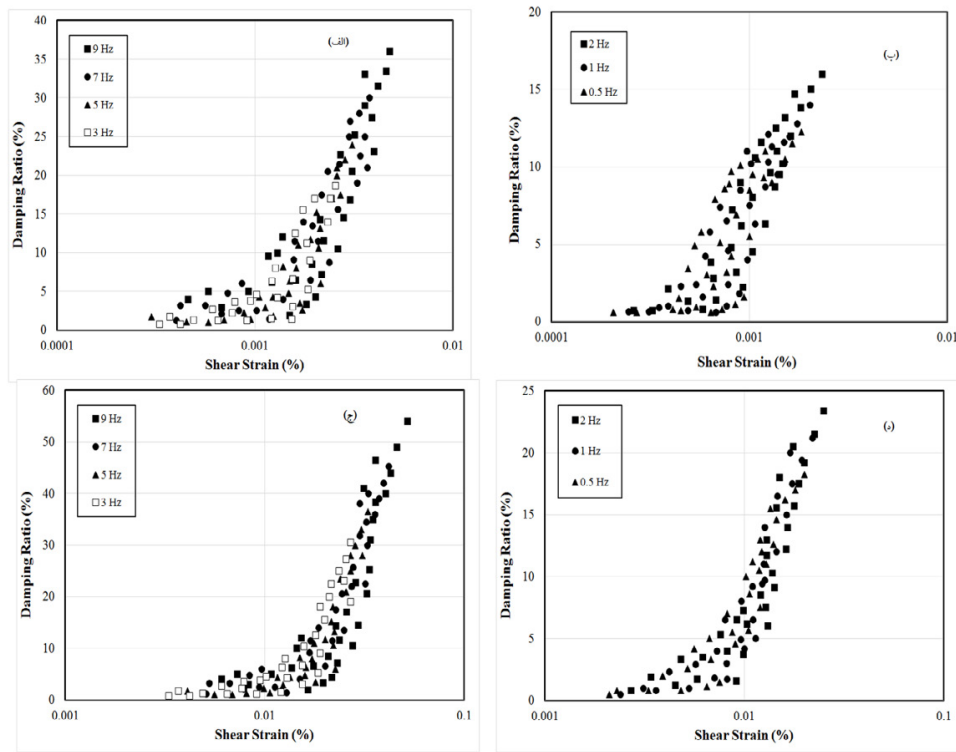 40
35
30
25
20
15
10
5
0
Damping Ratio (%)
9 Hz
7 Hz
5 Hz
3 Hz
(الف)
0.0001
0.001
0.01
Shear Strain (%)
20
15
10
5
0
Damping Ratio (%)
2 Hz
1 Hz
0.5 Hz
(ب)
0.0001
0.001
0.01
Shear Strain (%)
60
50
40
30
20
10
0
Damping Ratio (%)
9 Hz
7 Hz
5 Hz
3 Hz
(ج)
0.001
0.01
0.1
Shear Strain (%)
25
20
15
10
5
0
Damping Ratio (%)
2 Hz
1 Hz
0.5 Hz
(د)
0.001
0.01
0.1
Shear Strain (%)